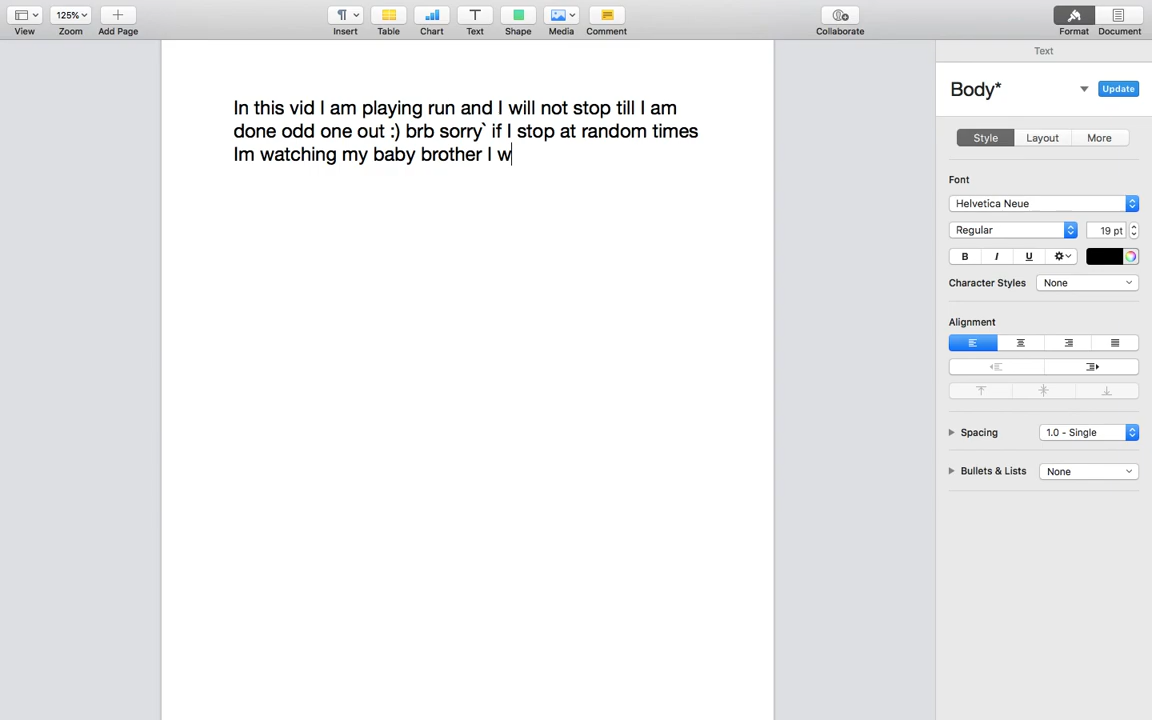 125%
View Zoom Add Page Insert Table Chart Text Shape Media Comment Collaborate Format Document
Text
Body* Update
Style Layout More
Font
Helvetica Neue
Regular 19 pt
B I U
Character Styles None
Alignment
Spacing 1.0 - Single
Bullets & Lists None
In this vid I am playing run and I will not stop till I am
done odd one out :) brb sorry` if I stop at random times
Im watching my baby brother I w